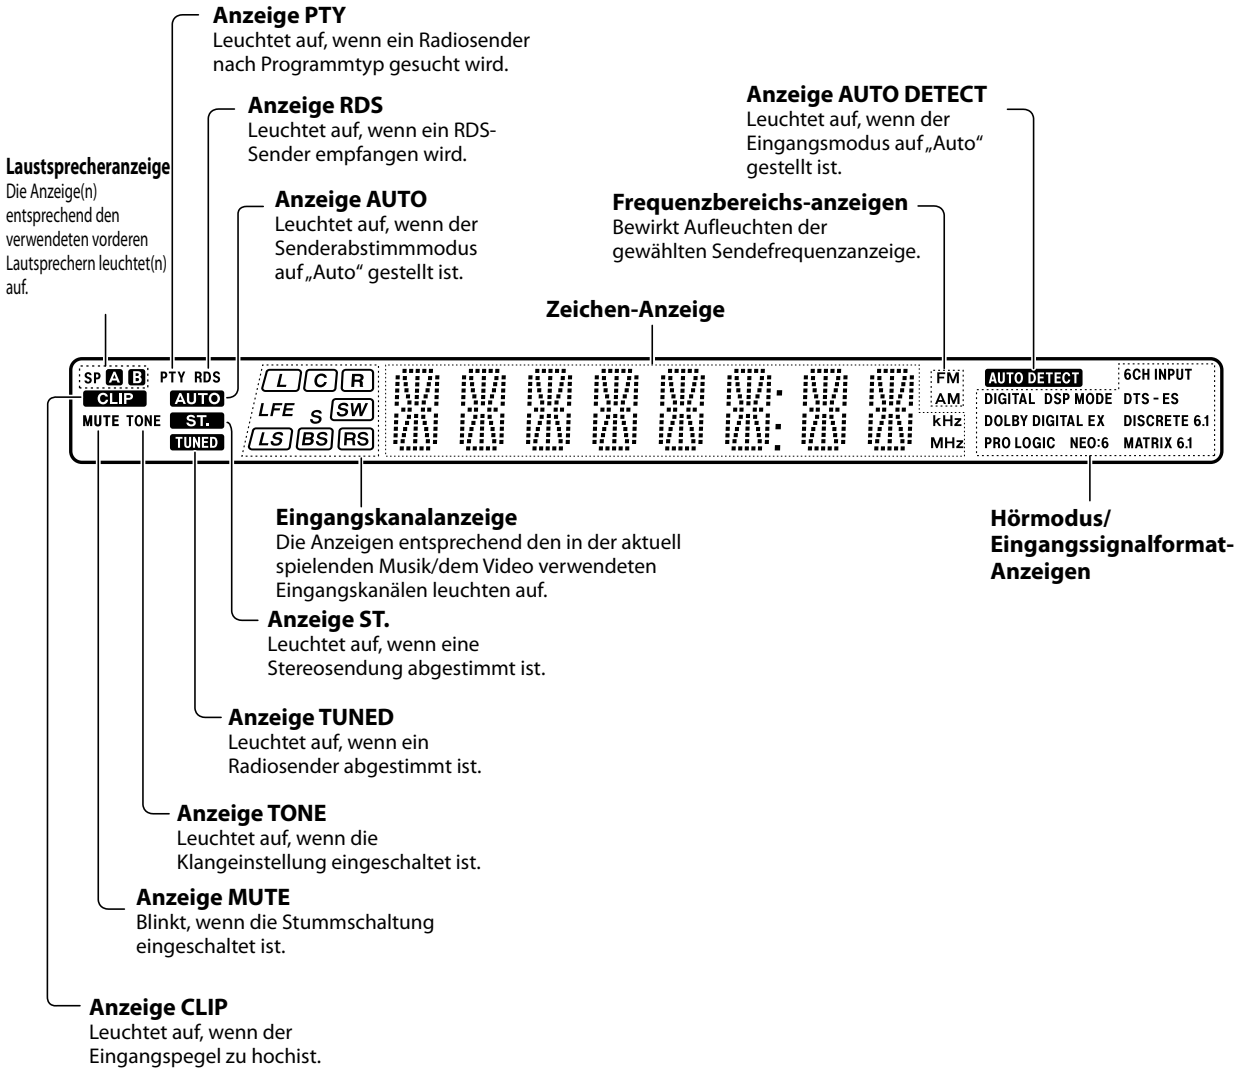 Anzeige PTY
Leuchtet auf, wenn ein Radiosender
nach Programmtyp gesucht wird.
Anzeige RDS
Leuchtet auf, wenn ein RDS-
Sender empfangen wird.
Anzeige AUTO DETECT
Leuchtet auf, wenn der
Eingangsmodus auf „Auto“
gestellt ist.
Laustsprecheranzeige
Die Anzeige(n)
entsprechend den
verwendeten vorderen
Lautsprechern leuchtet(n)
auf.
Anzeige AUTO
Leuchtet auf, wenn der
Senderabstimmmodus
auf „Auto“ gestellt ist.
Frequenzbereichs-anzeigen
Bewirkt Aufleuchten der
gewählten Sendefrequenzanzeige.
Zeichen-Anzeige
SP A B PTY RDS
CLIP AUTO
MUTE TONE ST.
TUNED
L C R
LFE S SW
LS BS RS
FM
AM
kHz
MHz
AUTO DETECT 6CH INPUT
DIGITAL DSP MODE DTS - ES
DOLBY DIGITAL EX DISCRETE 6.1
PRO LOGIC NEO:6 MATRIX 6.1
Eingangskanalanzeige
Die Anzeigen entsprechend den in der aktuell
spielenden Musik/dem Video verwendeten
Eingangskanälen leuchten auf.
Hörmodus/
Eingangssignalformat-
Anzeigen
Anzeige ST.
Leuchtet auf, wenn eine
Stereosendung abgestimmt ist.
Anzeige TUNED
Leuchtet auf, wenn ein
Radiosender abgestimmt ist.
Anzeige TONE
Leuchtet auf, wenn die
Klangeinstellung eingeschaltet ist.
Anzeige MUTE
Blinkt, wenn die Stummschaltung
eingeschaltet ist.
Anzeige CLIP
Leuchtet auf, wenn der
Eingangspegel zu hochist.